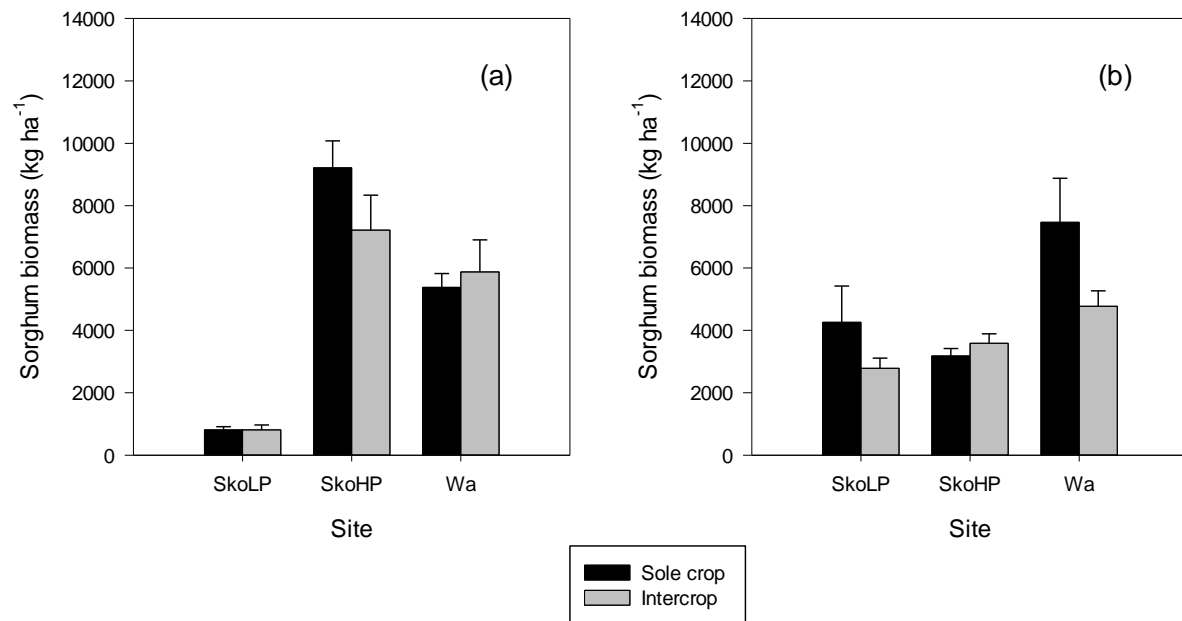 14000
12000
10000
8000
6000
4000
2000
0
Sorghum biomass (kg ha-1)
(a)
SkoLP SkoHP Wa
Site
14000
12000
10000
8000
6000
4000
2000
0
Sorghum biomass (kg ha-1)
(b)
SkoLP SkoHP Wa
Site
Sole crop
Intercrop